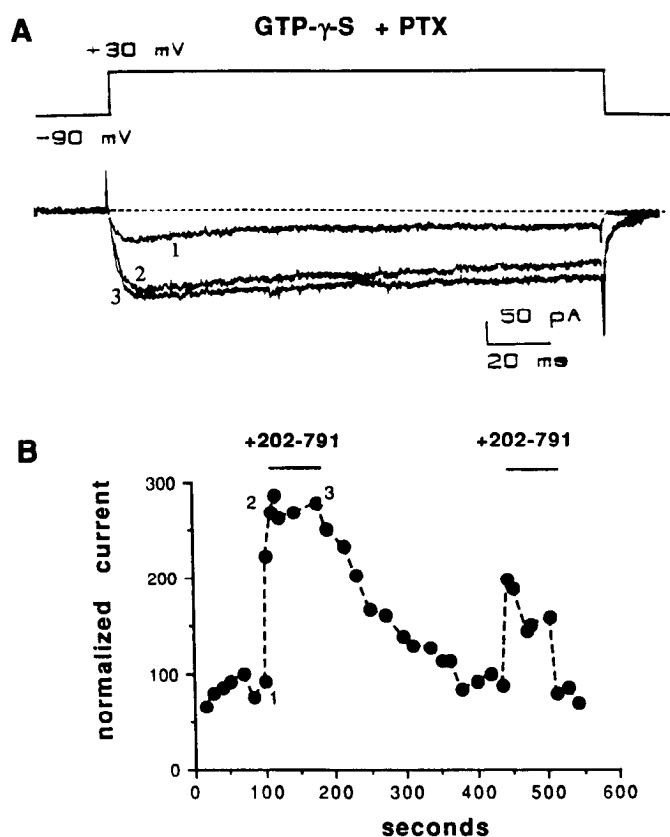 A
GTP-γ-S + PTX
+30 mV
-90 mV
1
2
3
50 pA
20 ms
B
+202-791
+202-791
normalized current
300
200
100
0
2
3
1
0
100
200
300
400
500
600
seconds